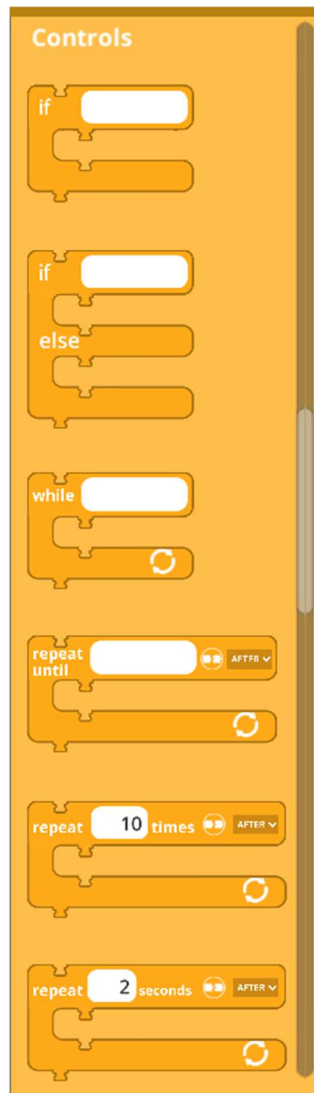 Controls
if
if
else
while
repeat
until
AFTER
repeat 10 times AFTER
repeat 2 seconds AFTER